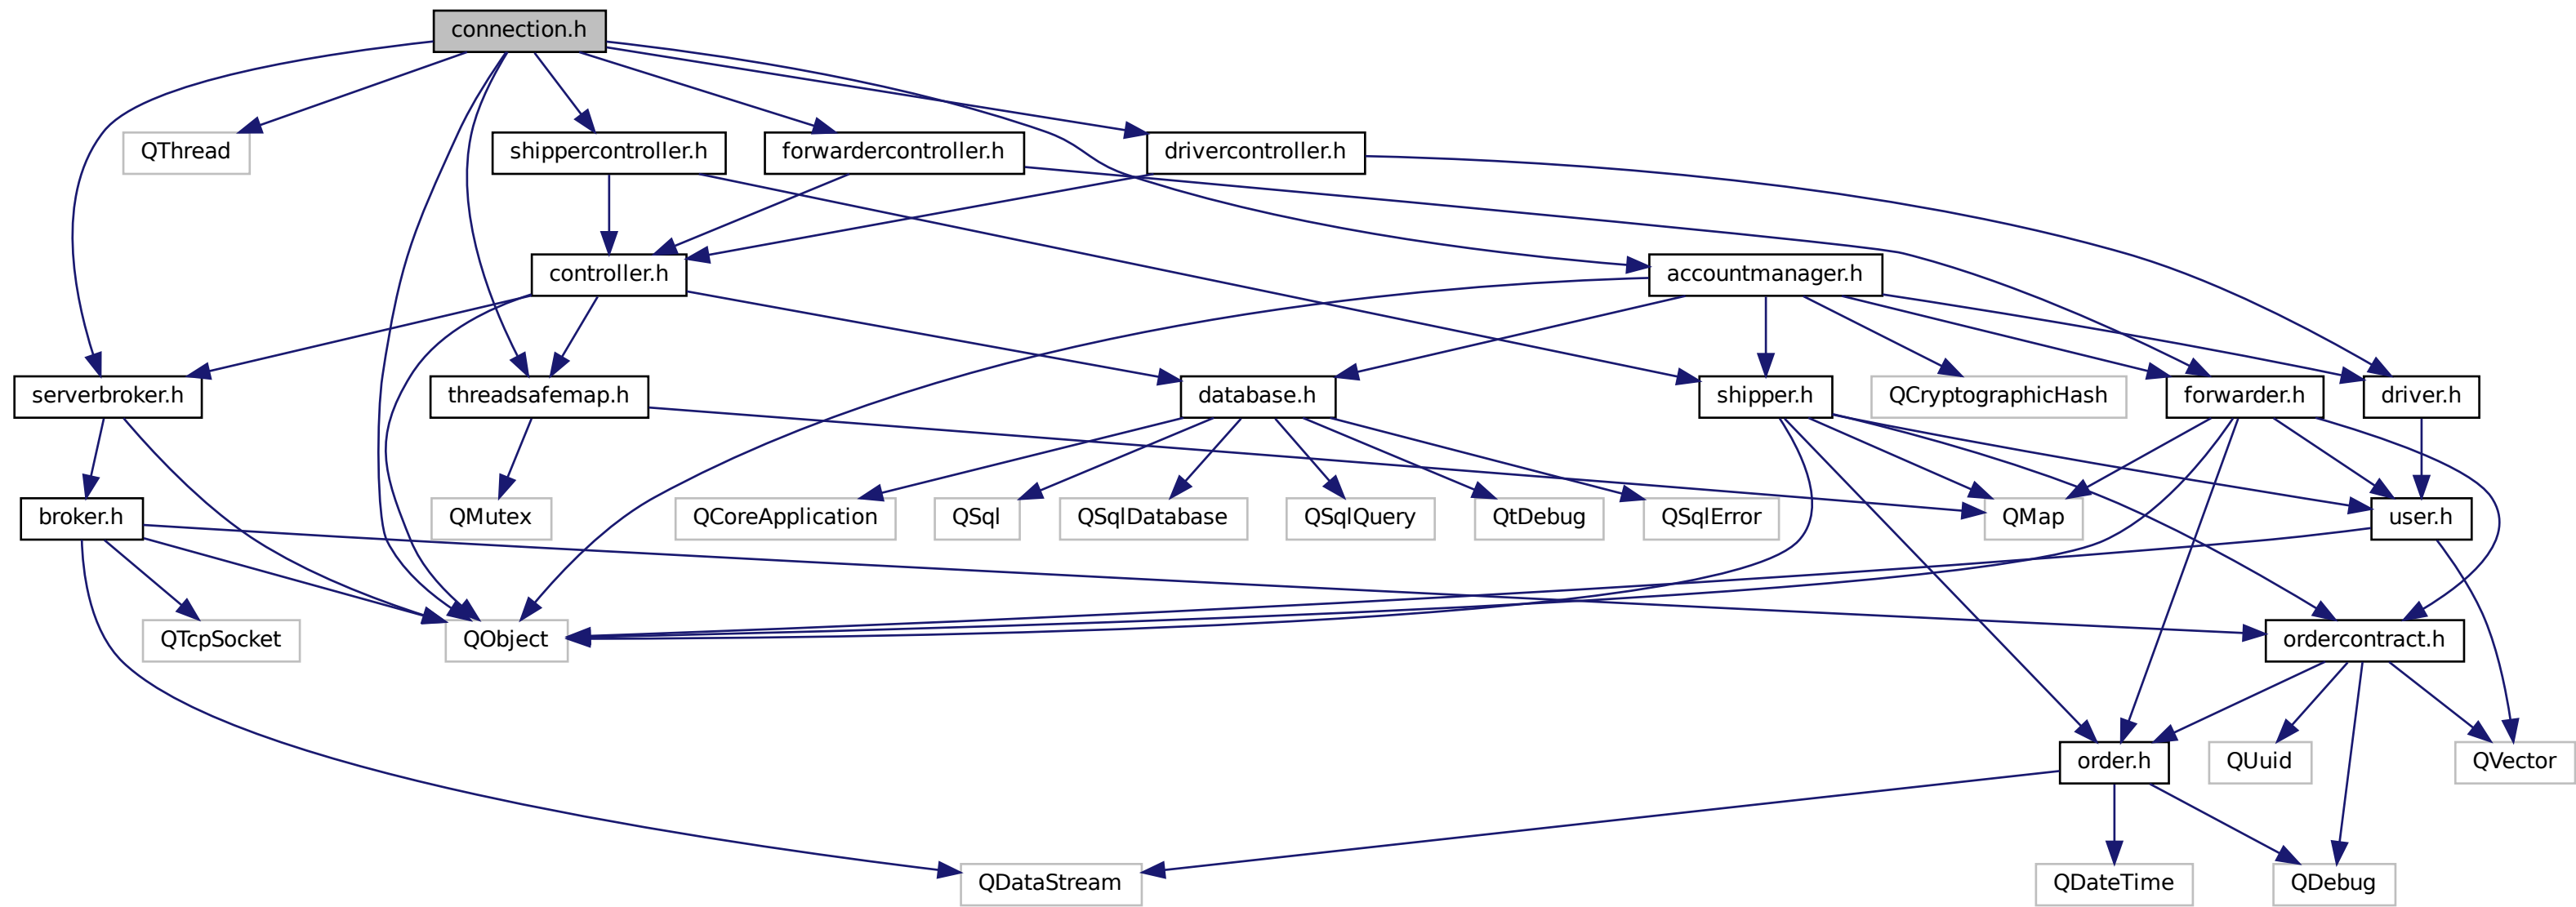 connection.h
QThread
shippercontroller.h
forwardercontroller.h
drivercontroller.h
controller.h
accountmanager.h
serverbroker.h
threadsafemap.h
database.h
shipper.h
QCryptographicHash
forwarder.h
driver.h
broker.h
QMutex
QCoreApplication
QSql
QSqlDatabase
QSqlQuery
QtDebug
QSqlError
QMap
user.h
QTcpSocket
QObject
ordercontract.h
order.h
QUuid
QVector
QDataStream
QDateTime
QDebug